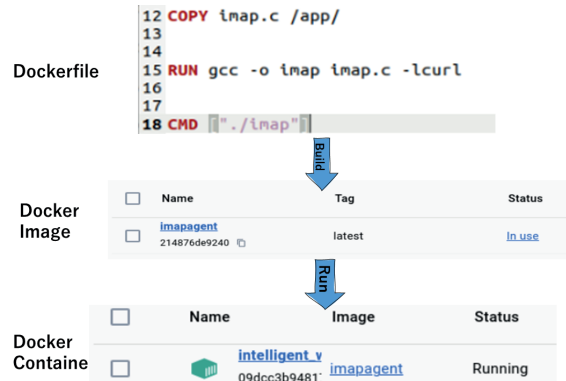 12 COPY imap.c /app/
13
14
Dockerfile
15 RUN gcc -o imap imap.c -lcurl
16
17
18 CMD ["./imap"]
Build
Name Tag Status
Docker
Image
imapagent
214876de9240 latest In use
Run
Name Image Status
Docker
Containe
intelligent_
09dcc3b9481 imapagent Running